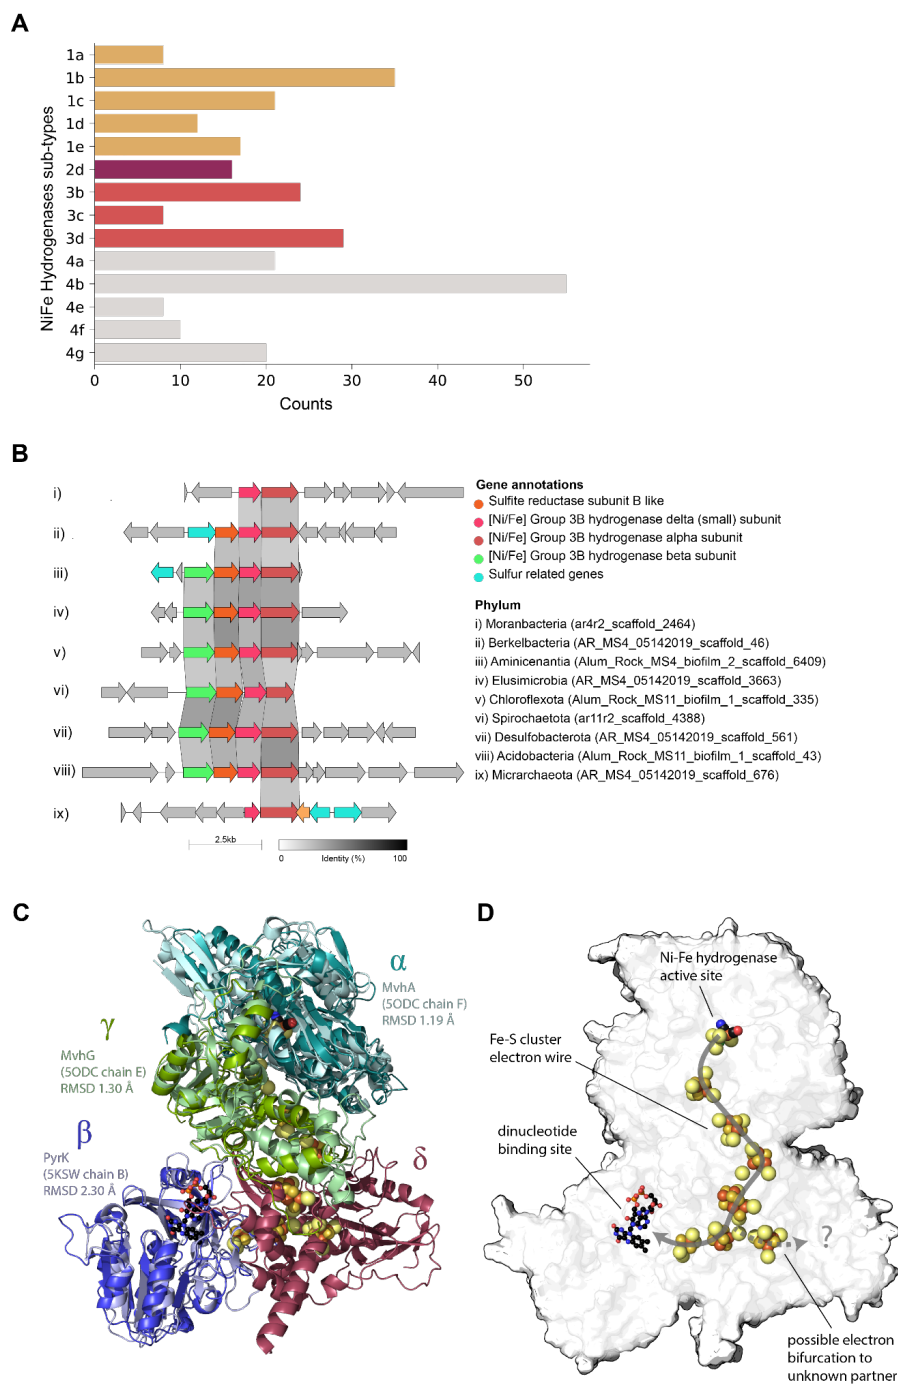 A
NiFe Hydrogenases sub-types
1a
1b
1c
1d
1e
2d
3b
3c
3d
4a
4b
4e
4f
4g
0 10 20 30 40 50
Counts
B
i)
ii)
iii)
iv)
v)
vi)
vii)
viii)
ix)
2.5kb
0 Identity (%) 100
Gene annotations
Sulfite reductase subunit B like
[Ni/Fe] Group 3B hydrogenase delta (small) subunit
[Ni/Fe] Group 3B hydrogenase alpha subunit
[Ni/Fe] Group 3B hydrogenase beta subunit
Sulfur related genes
Phylum
i) Moranbacteria (ar4r2_scaffold_2464)
ii) Berkelbacteria (AR_MS4_05142019_scaffold_46)
iii) Aminicenantia (Alum_Rock_MS4_biofilm_2_scaffold_6409)
iv) Elusimicrobia (AR_MS4_05142019_scaffold_3663)
v) Chloroflexota (Alum_Rock_MS11_biofilm_1_scaffold_335)
vi) Spirochaetota (ar11r2_scaffold_4388)
vii) Desulfobacterota (AR_MS4_05142019_scaffold_561)
viii) Acidobacteria (Alum_Rock_MS11_biofilm_1_scaffold_43)
ix) Micrarchaeota (AR_MS4_05142019_scaffold_676)
C
α
MvhA
(5ODC chain F)
RMSD 1.19 Å
γ
MvhG
(5ODC chain E)
RMSD 1.30 Å
β
PyrK
(5KSW chain B)
RMSD 2.30 Å
δ
D
Ni-Fe hydrogenase
active site
Fe-S cluster
electron wire
dinucleotide
binding site
?
possible electron
bifurcation to
unknown partner